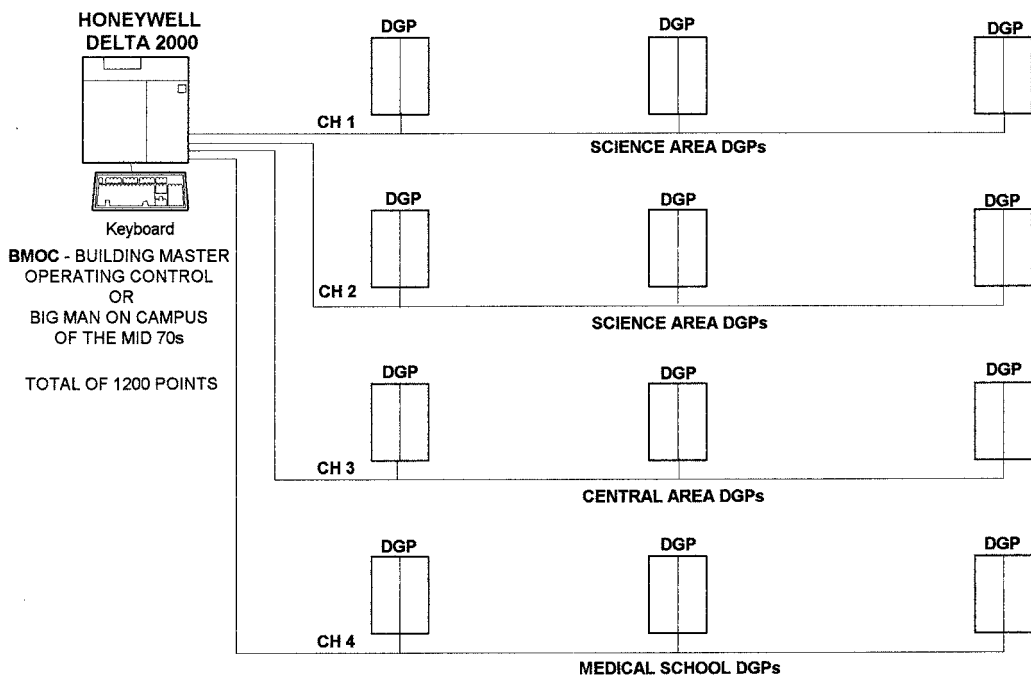 HONEYWELL
DELTA 2000
Keyboard
BMOC - BUILDING MASTER
OPERATING CONTROL
OR
BIG MAN ON CAMPUS
OF THE MID 70s
TOTAL OF 1200 POINTS
DGP DGP DGP
CH 1
SCIENCE AREA DGPs
DGP DGP DGP
CH 2
SCIENCE AREA DGPs
DGP DGP DGP
CH 3
CENTRAL AREA DGPs
DGP DGP DGP
CH 4
MEDICAL SCHOOL DGPs